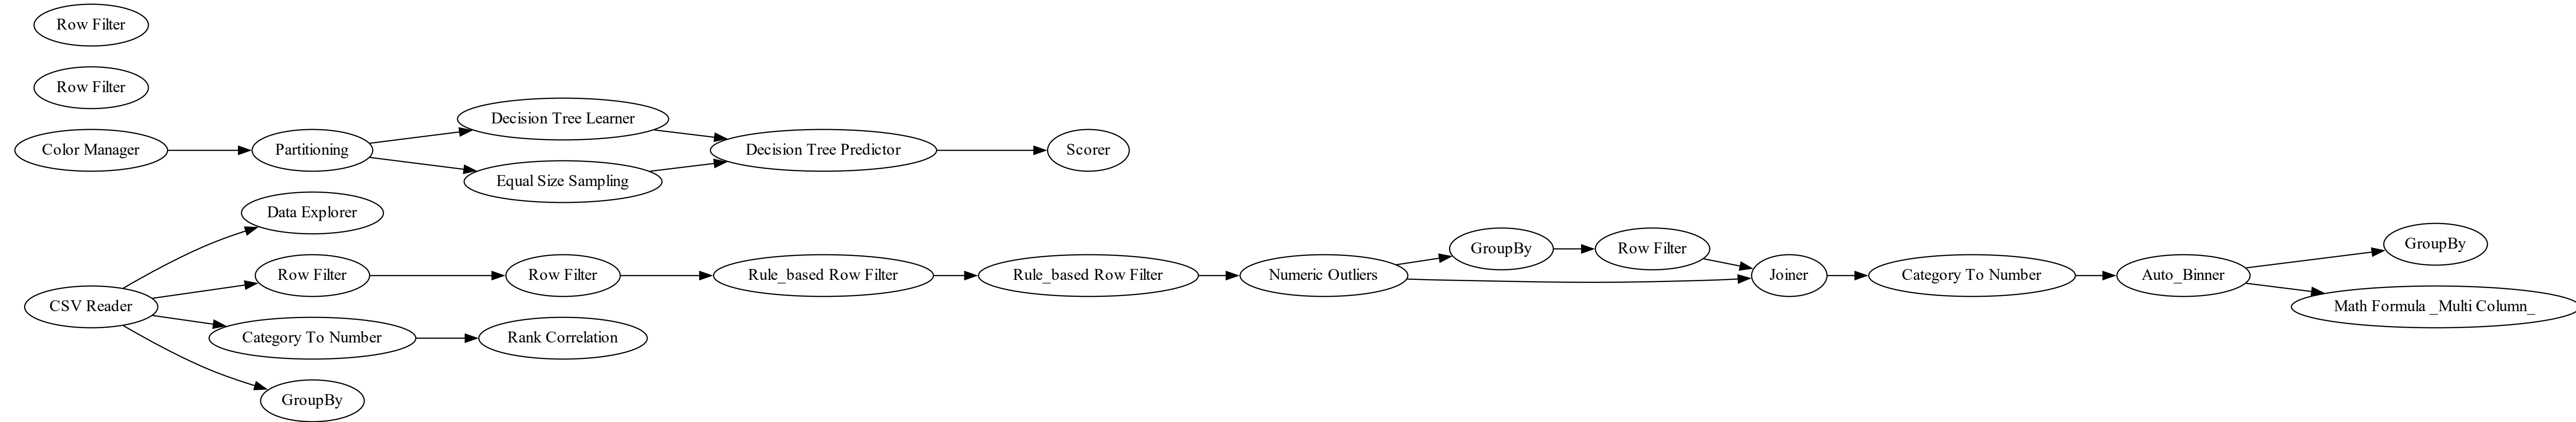 Row Filter
Row Filter
Color Manager
Partitioning
Decision Tree Learner
Equal Size Sampling
Decision Tree Predictor
Scorer
CSV Reader
Data Explorer
Row Filter
Row Filter
Rule_based Row Filter
Rule_based Row Filter
Numeric Outliers
GroupBy
Row Filter
Joiner
Category To Number
Auto_Binner
GroupBy
Math Formula _Multi Column_
Category To Number
Rank Correlation
GroupBy